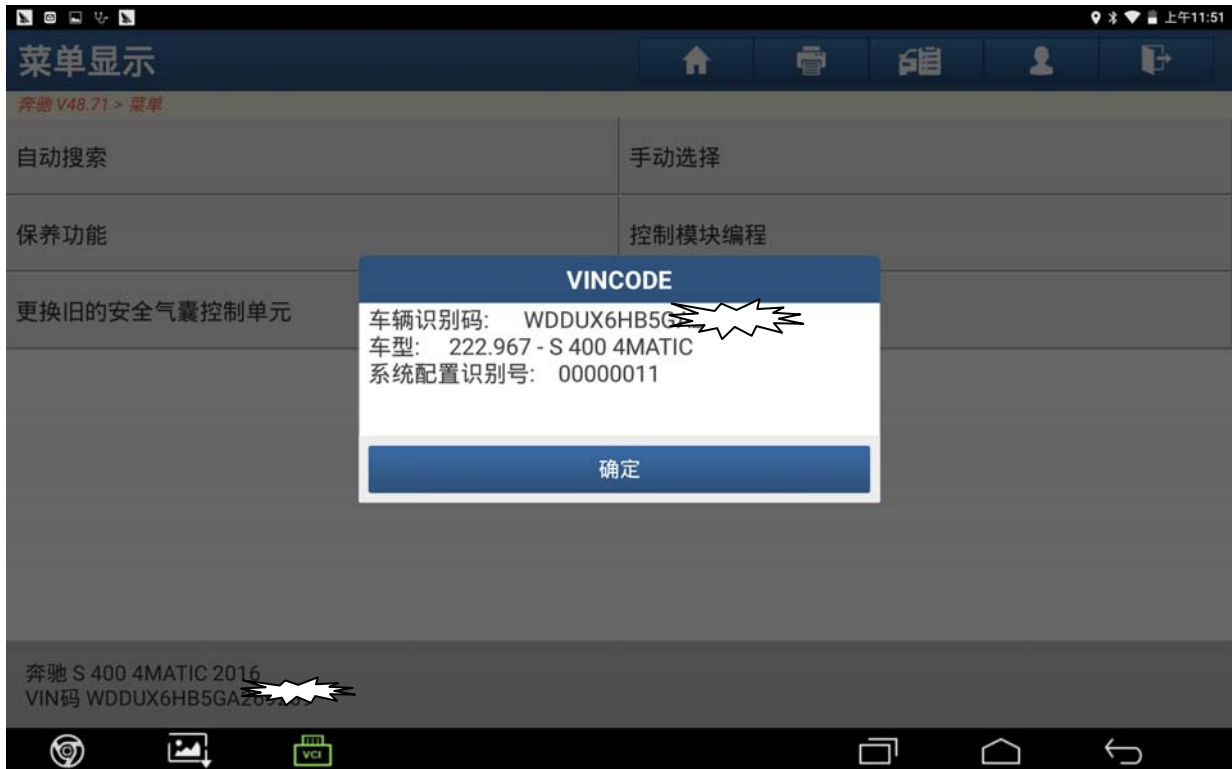 上午11:51
菜单显示
奔驰 V48.71 > 菜单
自动搜索
手动选择
保养功能
控制模块编程
更换旧的安全气囊控制单元
VINCODE
车辆识别码: WDDUX6HB5G
车型: 222.967 - S 400 4MATIC
系统配置识别号: 00000011
确定
奔驰 S 400 4MATIC 2016
VIN码 WDDUX6HB5GA
VCI